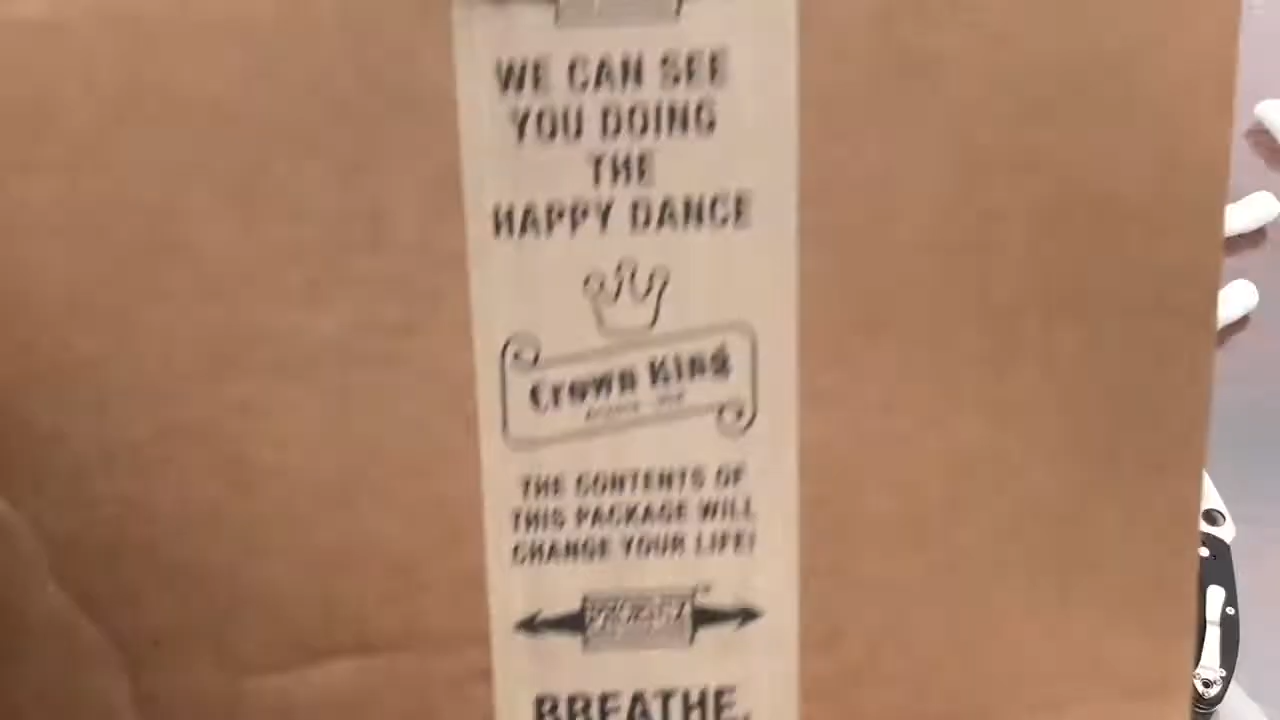 WE CAN SEE
YOU DOING
THE
HAPPY DANCE
Crown King
THE CONTENTS OF
THIS PACKAGE WILL
CHANGE YOUR LIFE!
BREATHE.